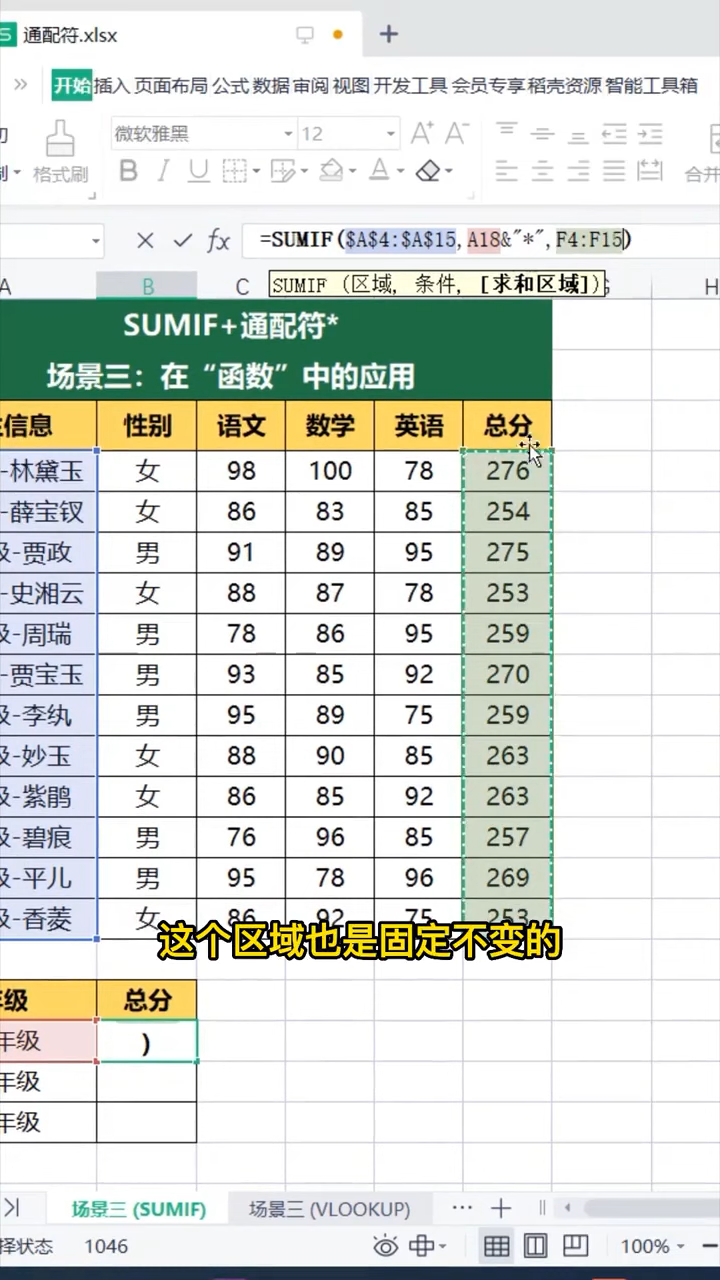 S 通配符.xlsx
开始 插入 页面布局 公式 数据 审阅 视图 开发工具 会员专享 稻壳资源 智能工具箱
微软雅黑 12 A+ A-
格式刷 B I U A 合并
× ✓ fx =SUMIF($A$4:$A$15,A18&"*",F4:F15)
SUMIF (区域, 条件, [求和区域])
A B C H
SUMIF+通配符*
场景三：在“函数”中的应用
信息 性别 语文 数学 英语 总分
-林黛玉 女 98 100 78 276
-薛宝钗 女 86 83 85 254
级-贾政 男 91 89 95 275
-史湘云 女 88 87 78 253
级-周瑞 男 78 86 95 259
-贾宝玉 男 93 85 92 270
级-李纨 男 95 89 75 259
级-妙玉 女 88 90 85 263
级-紫鹃 女 86 85 92 263
级-碧痕 男 76 96 85 257
级-平儿 男 95 78 96 269
级-香菱 女 86 92 75 253
这个区域也是固定不变的
年级 总分
年级 )
年级
年级
场景三 (SUMIF) 场景三 (VLOOKUP) ··· +
择状态 1046 100%